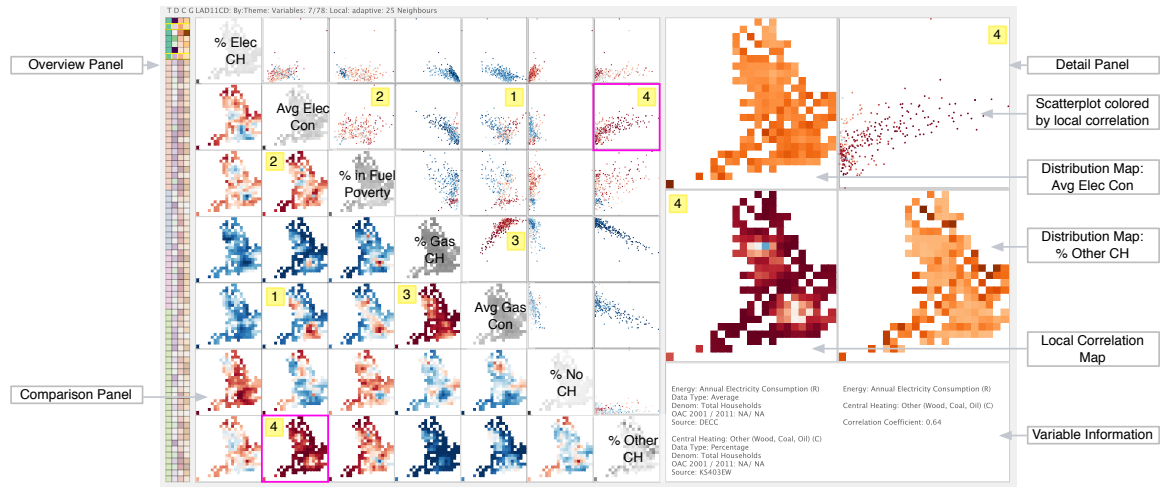 T D C G LAD11CD: By:Theme: Variables: 7/78: Local: adaptive: 25 Neighbours
Overview Panel
Comparison Panel
% Elec
CH
Avg Elec
Con
2
1
4
2
% in Fuel
Poverty
% Gas
CH
3
1
3
Avg Gas
Con
% No
CH
4
% Other
CH
4
4
Detail Panel
Scatterplot colored
by local correlation
Distribution Map:
Avg Elec Con
Distribution Map:
% Other CH
Local Correlation
Map
Variable Information
Energy: Annual Electricity Consumption (R)
Data Type: Average
Denom: Total Households
OAC 2001 / 2011: NA/ NA
Source: DECC
Central Heating: Other (Wood, Coal, Oil) (C)
Data Type: Percentage
Denom: Total Households
OAC 2001 / 2011: NA/ NA
Source: KS403EW
Energy: Annual Electricity Consumption (R)
Central Heating: Other (Wood, Coal, Oil) (C)
Correlation Coefficient: 0.64